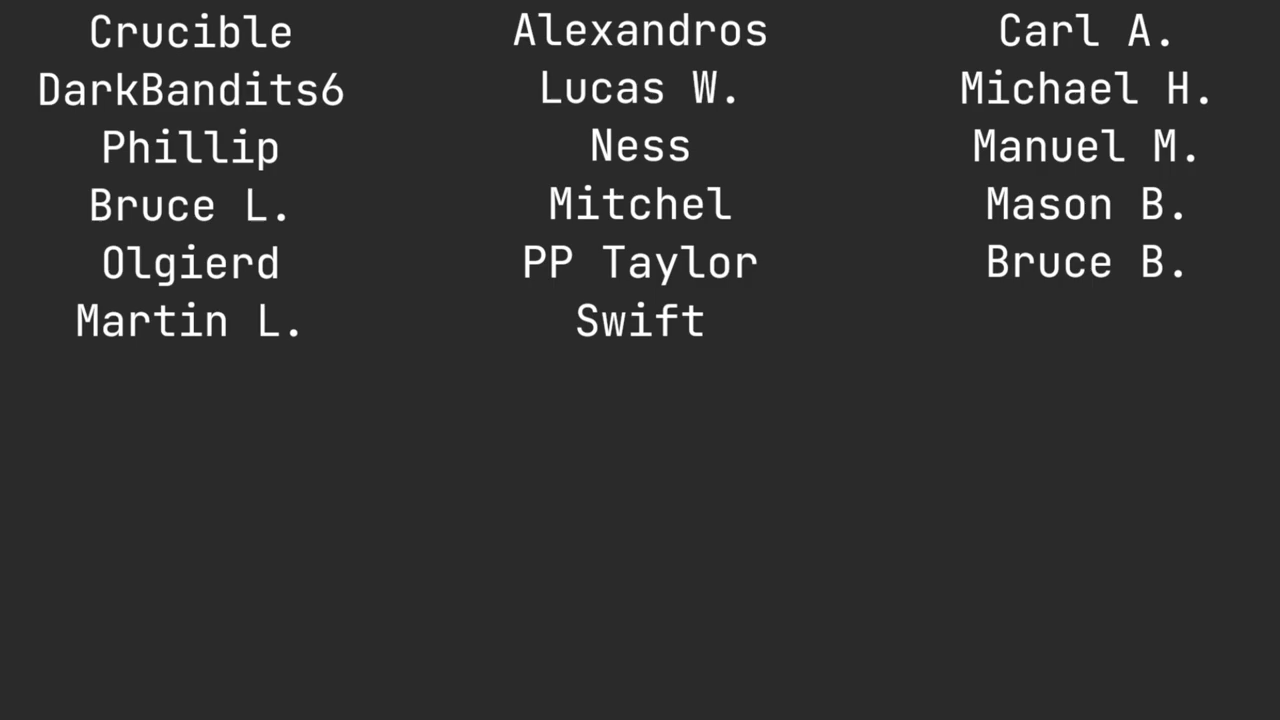 Crucible
DarkBandits6
Phillip
Bruce L.
Olgierd
Martin L.
Alexandros
Lucas W.
Ness
Mitchel
PP Taylor
Swift
Carl A.
Michael H.
Manuel M.
Mason B.
Bruce B.